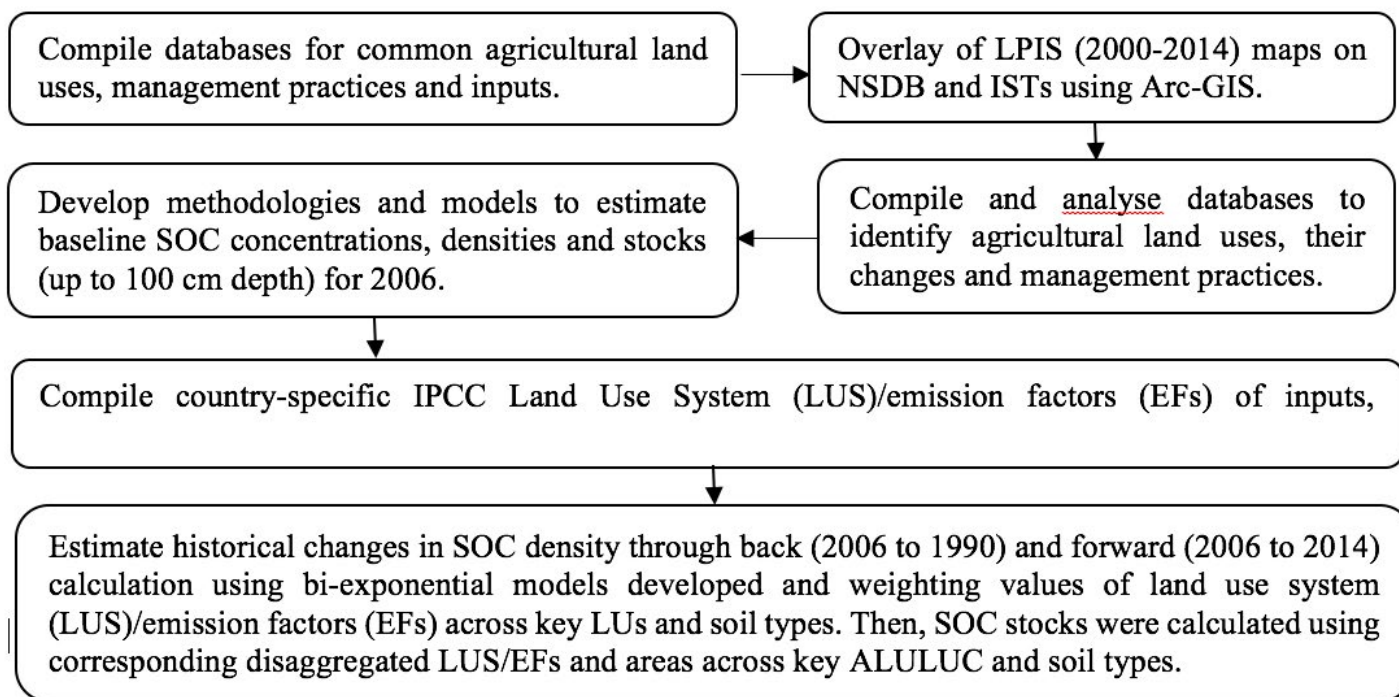 Compile databases for common agricultural land
uses, management practices and inputs.
Overlay of LPIS (2000-2014) maps on
NSDB and ISTs using Arc-GIS.
Compile and analyse databases to
identify agricultural land uses, their
changes and management practices.
Develop methodologies and models to estimate
baseline SOC concentrations, densities and stocks
(up to 100 cm depth) for 2006.
Compile country-specific IPCC Land Use System (LUS)/emission factors (EFs) of inputs,
Estimate historical changes in SOC density through back (2006 to 1990) and forward (2006 to 2014)
calculation using bi-exponential models developed and weighting values of land use system
(LUS)/emission factors (EFs) across key LUs and soil types. Then, SOC stocks were calculated using
corresponding disaggregated LUS/EFs and areas across key ALULUC and soil types.